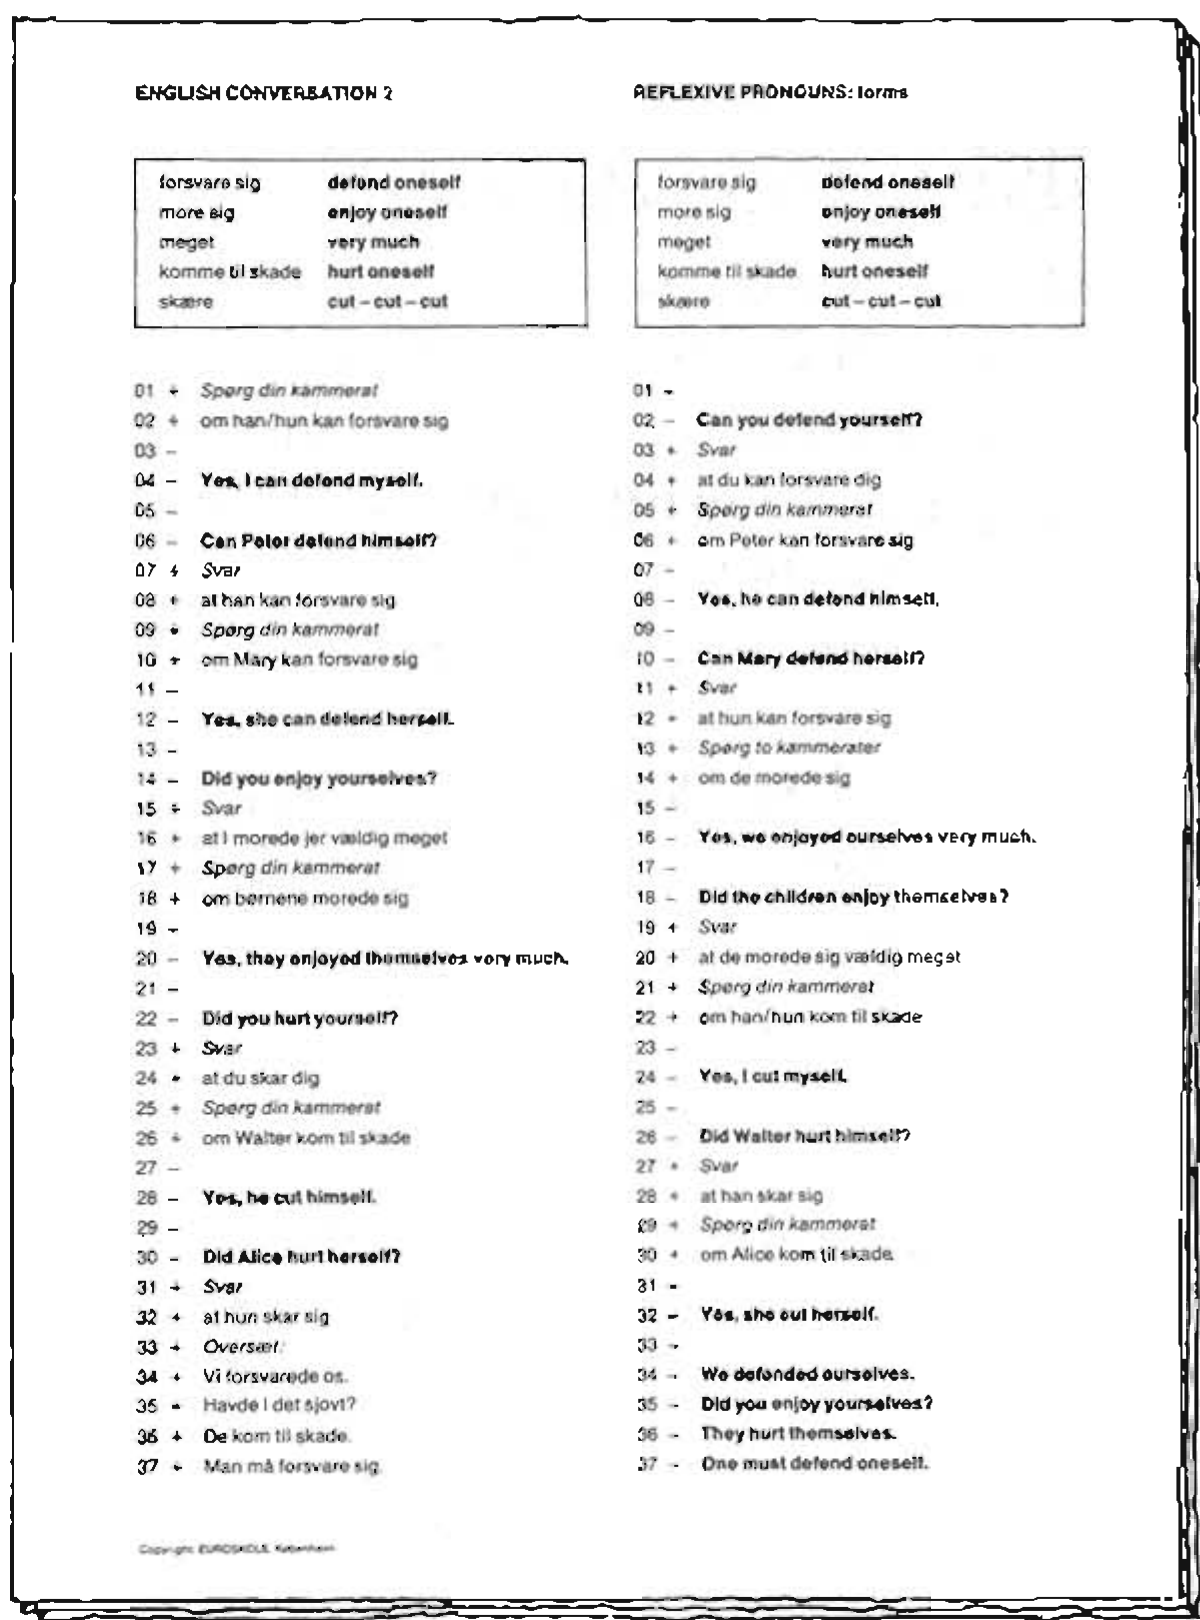 ENGLISH CONVERSATION 2
forsvare sig defend oneself
more sig enjoy oneself
meget very much
komme til skade hurt oneself
skære cut – cut – cut
01 + Spørg din kammerat
02 + om han/hun kan forsvare sig
03 –
04 – Yes, I can defend myself.
05 –
06 – Can Peter defend himself?
07 + Svar
08 + at han kan forsvare sig
09 + Spørg din kammerat
10 + om Mary kan forsvare sig
11 –
12 – Yes, she can defend herself.
13 –
14 – Did you enjoy yourselves?
15 + Svar
16 + at I morede jer vældig meget
17 + Spørg din kammerat
18 + om børnene morede sig
19 –
20 – Yes, they enjoyed themselves very much.
21 –
22 – Did you hurt yourself?
23 + Svar
24 + at du skar dig
25 + Spørg din kammerat
26 + om Walter kom til skade
27 –
28 – Yes, he cut himself.
29 –
30 – Did Alice hurt herself?
31 + Svar
32 + at hun skar sig
33 + Oversæt:
34 + Vi forsvarede os.
35 + Havde I det sjovt?
36 + De kom til skade.
37 + Man må forsvare sig.
Copyright: EUROSKOLE, København
REFLEXIVE PRONOUNS: forms
forsvare sig defend oneself
more sig enjoy oneself
meget very much
komme til skade hurt oneself
skære cut – cut – cut
01 –
02 – Can you defend yourself?
03 + Svar
04 + at du kan forsvare dig
05 + Spørg din kammerat
06 + om Peter kan forsvare sig
07 –
08 – Yes, he can defend himself.
09 –
10 – Can Mary defend herself?
11 + Svar
12 + at hun kan forsvare sig
13 + Spørg to kammerater
14 + om de morede sig
15 –
16 – Yes, we enjoyed ourselves very much.
17 –
18 – Did the children enjoy themselves?
19 + Svar
20 + at de morede sig vældig meget
21 + Spørg din kammerat
22 + om han/hun kom til skade
23 –
24 – Yes, I cut myself.
25 –
26 – Did Walter hurt himself?
27 + Svar
28 + at han skar sig
29 + Spørg din kammerat
30 + om Alice kom til skade
31 –
32 – Yes, she cut herself.
33 –
34 – We defended ourselves.
35 – Did you enjoy yourselves?
36 – They hurt themselves.
37 – One must defend oneself.